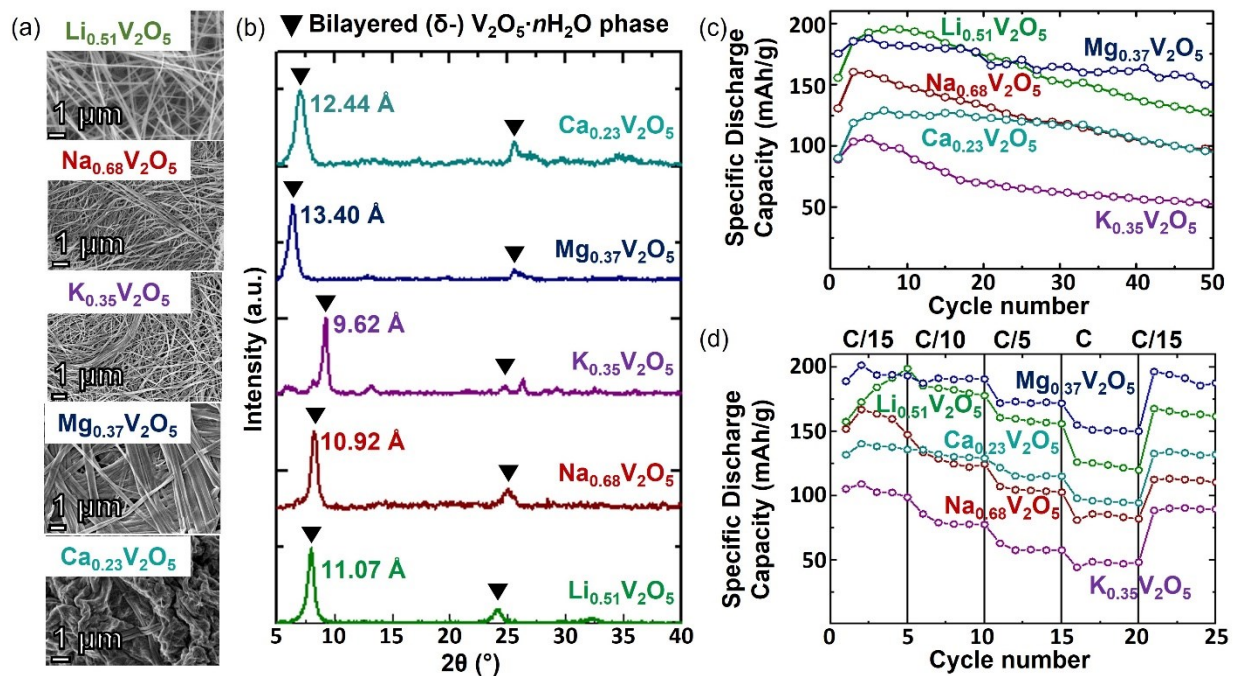 (a)
Li0.51V2O5
1 µm
Na0.68V2O5
1 µm
K0.35V2O5
1 µm
Mg0.37V2O5
1 µm
Ca0.23V2O5
1 µm
(b) ▼ Bilayered (δ-) V2O5·nH2O phase
12.44 Å
Ca0.23V2O5
13.40 Å
Mg0.37V2O5
9.62 Å
K0.35V2O5
10.92 Å
Na0.68V2O5
11.07 Å
Li0.51V2O5
Intensity (a.u.)
5 10 15 20 25 30 35 40
2θ (°)
(c)
Specific Discharge
Capacity (mAh/g)
200
150
100
50
Li0.51V2O5
Mg0.37V2O5
Na0.68V2O5
Ca0.23V2O5
K0.35V2O5
0 10 20 30 40 50
Cycle number
(d)
C/15 C/10 C/5 C C/15
Specific Discharge
Capacity (mAh/g)
200
150
100
50
Mg0.37V2O5
Li0.51V2O5
Ca0.23V2O5
Na0.68V2O5
K0.35V2O5
0 5 10 15 20 25
Cycle number